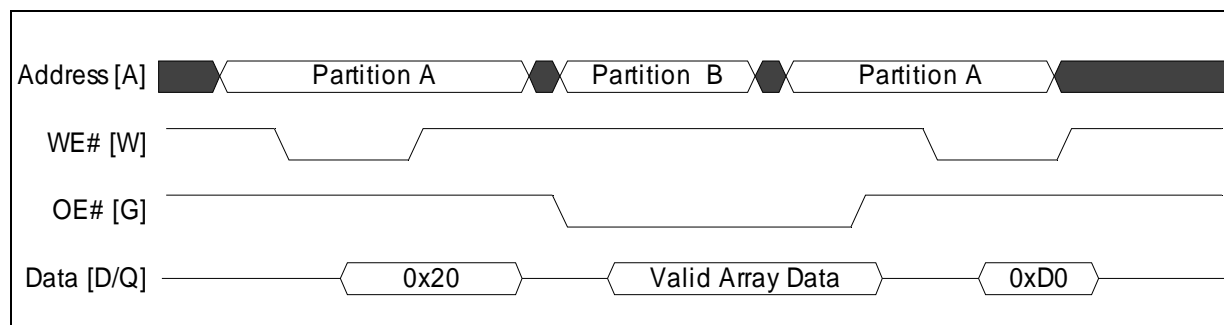 Address [A] Partition A Partition B Partition A
WE# [W]
OE# [G]
Data [D/Q] 0x20 Valid Array Data 0xD0